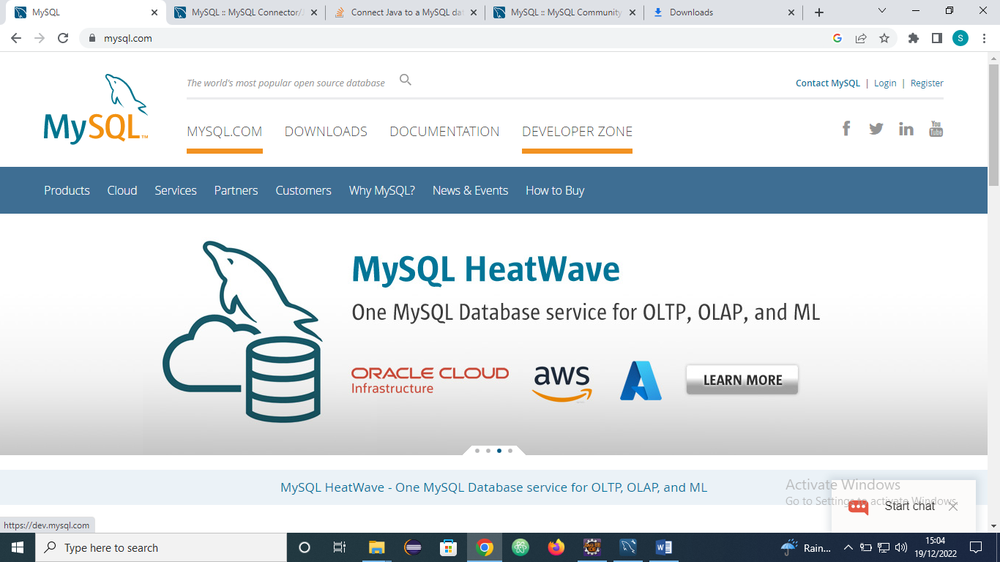 MySQL
MySQL :: MySQL Connector/J
Connect Java to a MySQL dat
MySQL :: MySQL Community
Downloads
mysql.com
S
MySQL™
The world's most popular open source database
Contact MySQL | Login | Register
MYSQL.COM DOWNLOADS DOCUMENTATION DEVELOPER ZONE
You Tube
Products Cloud Services Partners Customers Why MySQL? News & Events How to Buy
MySQL HeatWave
One MySQL Database service for OLTP, OLAP, and ML
ORACLE CLOUD
Infrastructure
aws
LEARN MORE
MySQL HeatWave - One MySQL Database service for OLTP, OLAP, and ML
Activate Windows
Go to Settings to activate Windows.
Start chat
https://dev.mysql.com
Type here to search
Rain...
15:04
19/12/2022